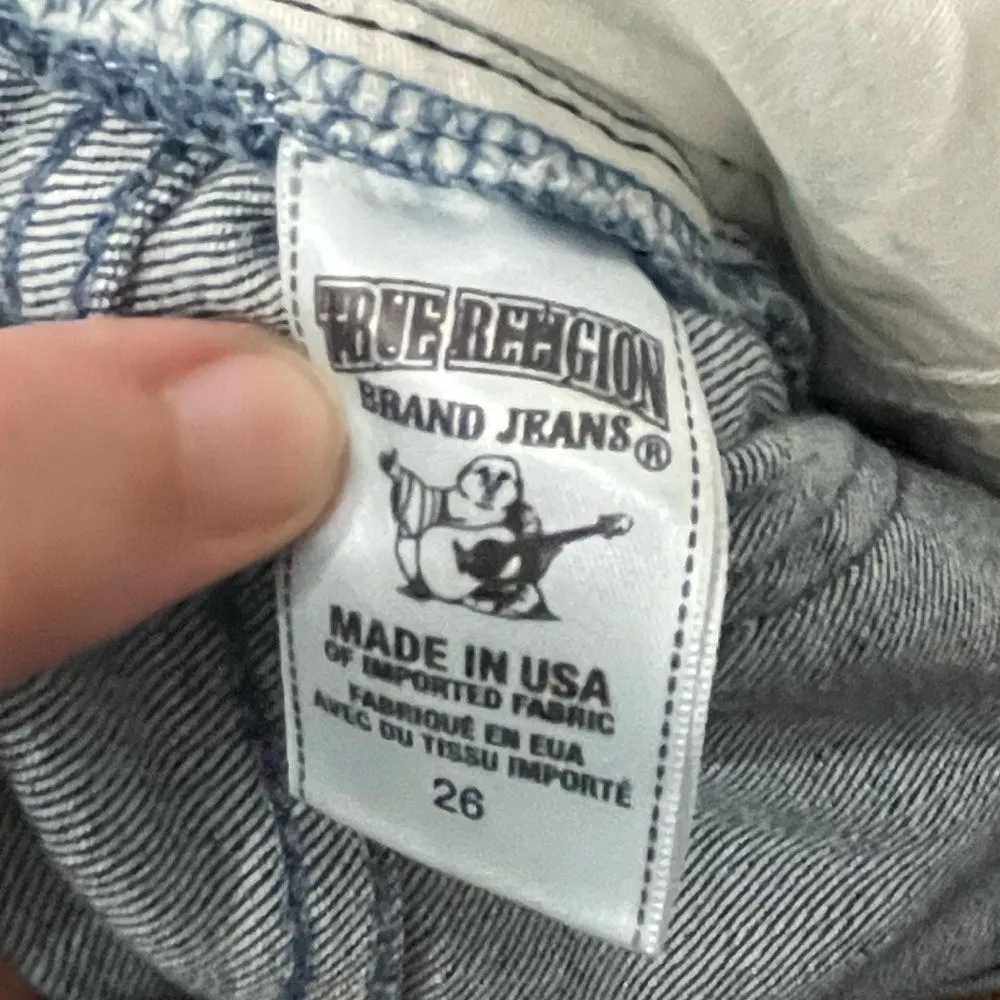 TRUE RELIGION
BRAND JEANS®
MADE IN USA
OF IMPORTED FABRIC
FABRIQUÉ EN EUA
AVEC DU TISSU IMPORTÉ
26